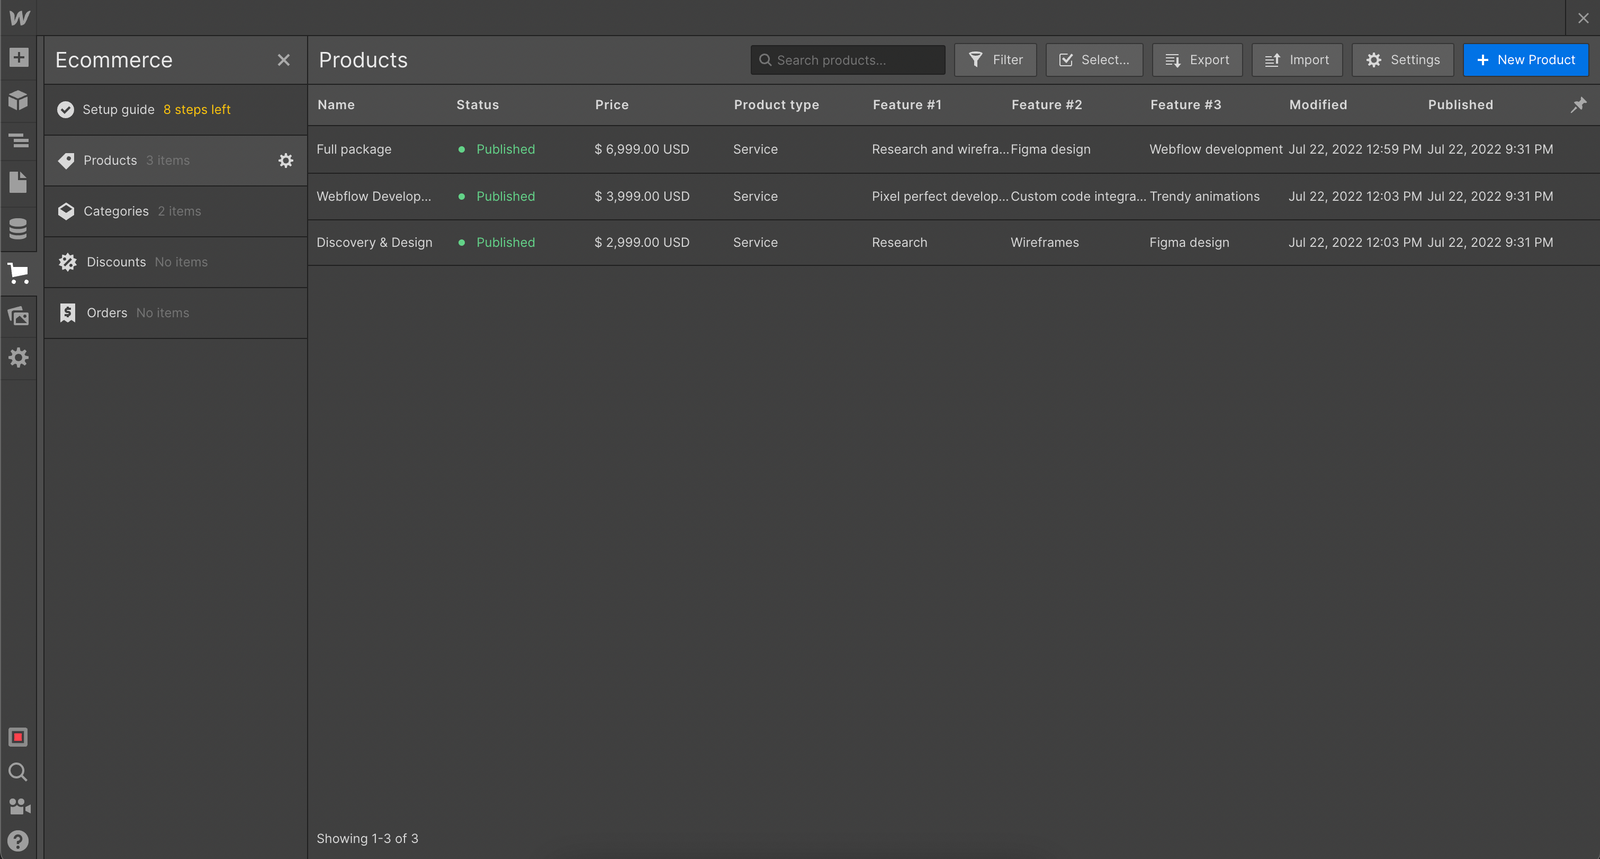 Ecommerce
Products
Search products...
Filter
Select...
Export
Import
Settings
New Product
Setup guide 8 steps left
Products 3 items
Categories 2 items
Discounts No items
Orders No items
Name Status Price Product type Feature #1 Feature #2 Feature #3 Modified Published
Full package Published $ 6,999.00 USD Service Research and wirefra... Figma design Webflow development Jul 22, 2022 12:59 PM Jul 22, 2022 9:31 PM
Webflow Develop... Published $ 3,999.00 USD Service Pixel perfect develop... Custom code integra... Trendy animations Jul 22, 2022 12:03 PM Jul 22, 2022 9:31 PM
Discovery & Design Published $ 2,999.00 USD Service Research Wireframes Figma design Jul 22, 2022 12:03 PM Jul 22, 2022 9:31 PM
Showing 1-3 of 3